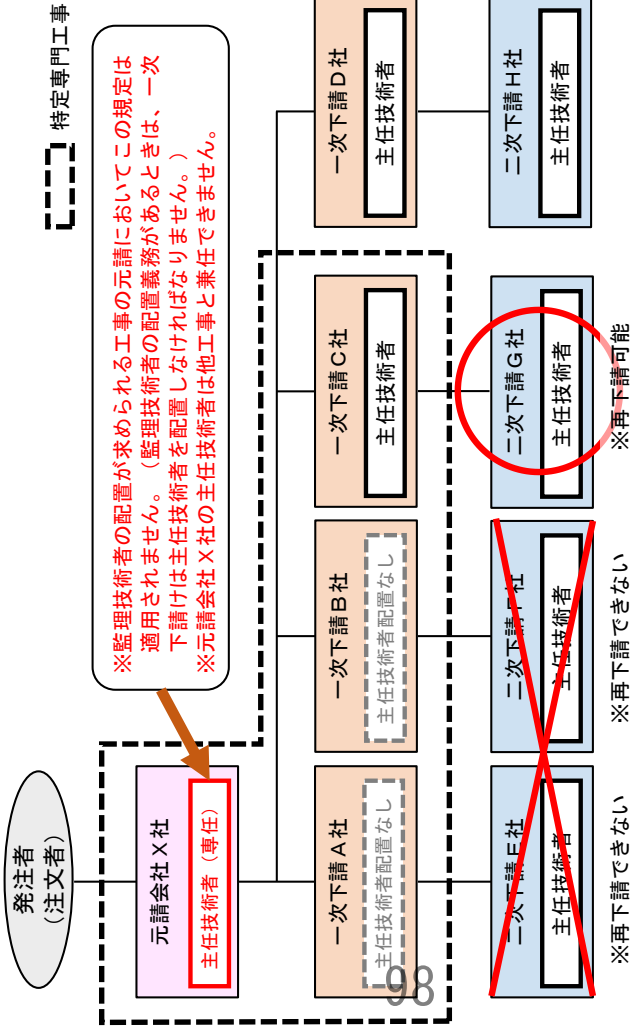 特定専門工事
発注者
(注文者)
※監理技術者の配置が求められる工事の元請においてこの規定は
適用されません。(監理技術者の配置義務があるときは、一次
下請けは主任技術者を配置しなければなりません。)
※元請会社X社の主任技術者は他工事と兼任できません。
元請会社X社
主任技術者(専任)
一次下請A社
主任技術者配置なし
一次下請B社
主任技術者配置なし
一次下請C社
主任技術者
一次下請D社
主任技術者
二次下請E社
主任技術者
二次下請F社
主任技術者
二次下請G社
主任技術者
二次下請H社
主任技術者
※再下請できない
※再下請できない
※再下請可能
98